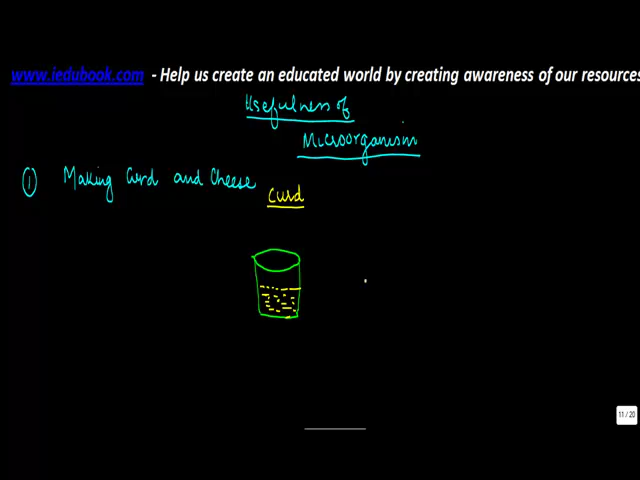 www.iedubook.com - Help us create an educated world by creating awareness of our resources
Usefulness of
Microorganism
① Making Curd and Cheese
curd
11 / 20